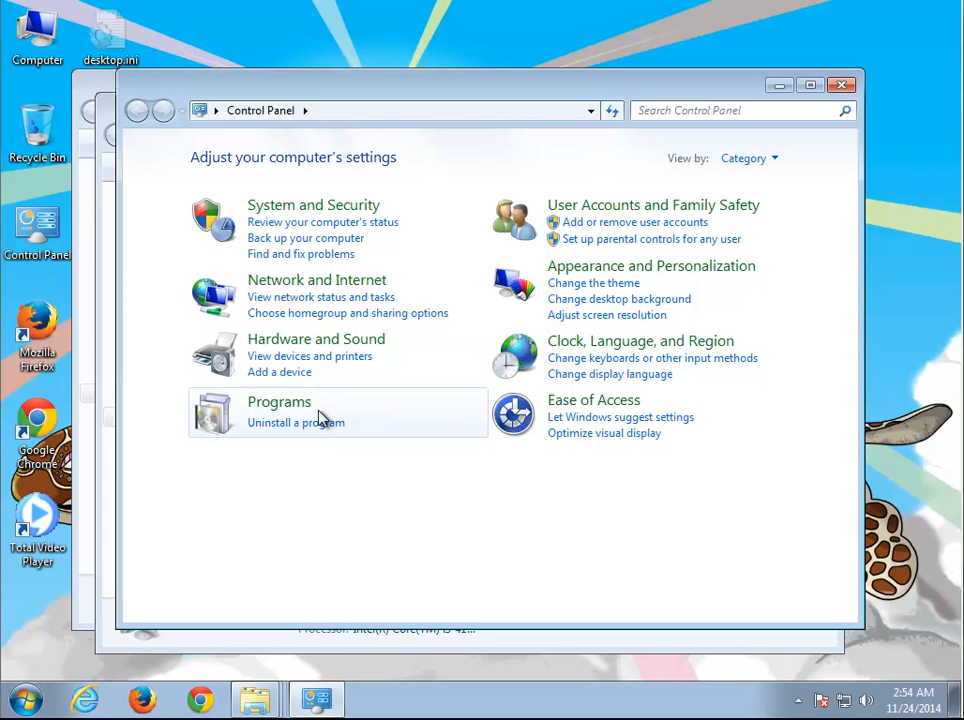 Computer
desktop.ini
Recycle Bin
Control Panel
Mozilla
Firefox
Google
Chrome
Total Video
Player
Control Panel
Search Control Panel
Adjust your computer's settings
View by: Category
System and Security
Review your computer's status
Back up your computer
Find and fix problems
Network and Internet
View network status and tasks
Choose homegroup and sharing options
Hardware and Sound
View devices and printers
Add a device
Programs
Uninstall a program
User Accounts and Family Safety
Add or remove user accounts
Set up parental controls for any user
Appearance and Personalization
Change the theme
Change desktop background
Adjust screen resolution
Clock, Language, and Region
Change keyboards or other input methods
Change display language
Ease of Access
Let Windows suggest settings
Optimize visual display
Processor: Intel(R) Core(TM)
2:54 AM
11/24/2014